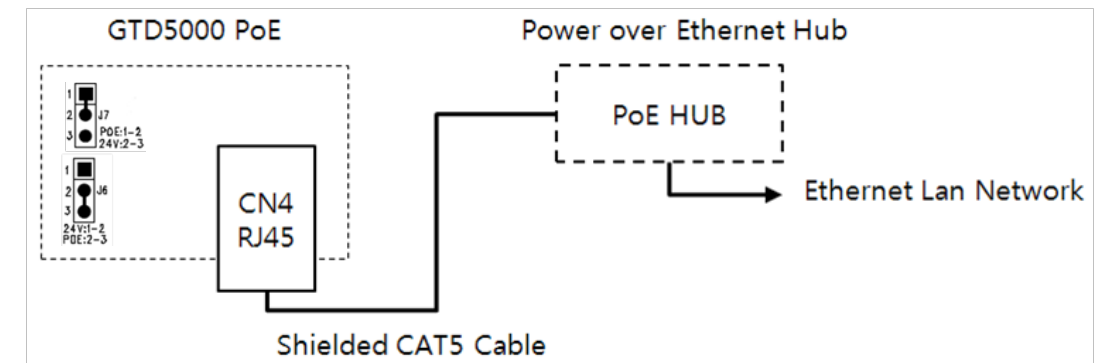 GTD5000 PoE
Power over Ethernet Hub
1
2 J7
3 POE:1-2
24V:2-3
1
2 J6
3
24V:1-2
POE:2-3
CN4
RJ45
PoE HUB
Ethernet Lan Network
Shielded CAT5 Cable